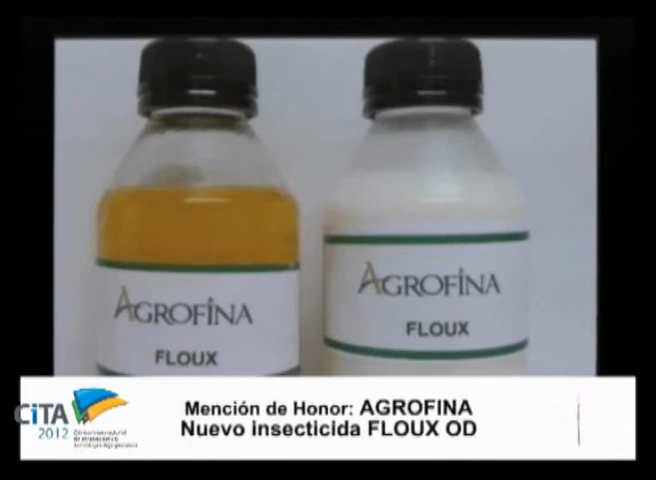 AGROFINA
FLOUX
AGROFINA
FLOUX
CiTA
2012
Mención de Honor: AGROFINA
Nuevo insecticida FLOUX OD